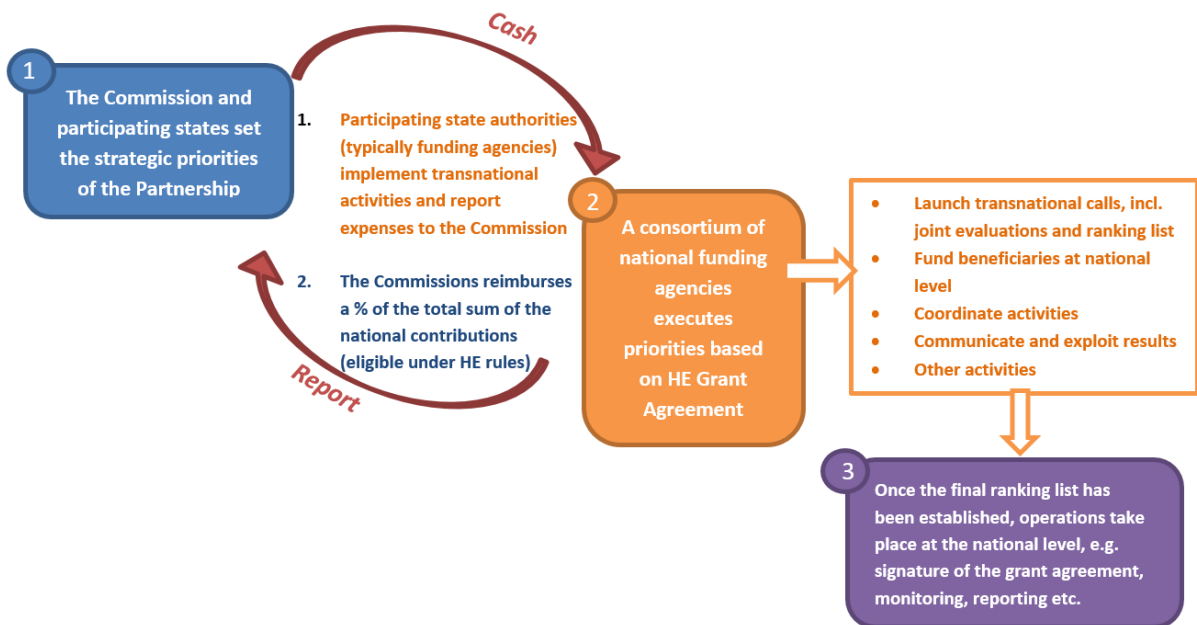 Cash
1
The Commission and
participating states set
the strategic priorities
of the Partnership
1. Participating state authorities
(typically funding agencies)
implement transnational
activities and report
expenses to the Commission
2. The Commissions reimburses
a % of the total sum of the
national contributions
(eligible under HE rules)
Report
2
A consortium of
national funding
agencies
executes
priorities based
on HE Grant
Agreement
• Launch transnational calls, incl.
joint evaluations and ranking list
• Fund beneficiaries at national
level
• Coordinate activities
• Communicate and exploit results
• Other activities
3
Once the final ranking list has
been established, operations take
place at the national level, e.g.
signature of the grant agreement,
monitoring, reporting etc.